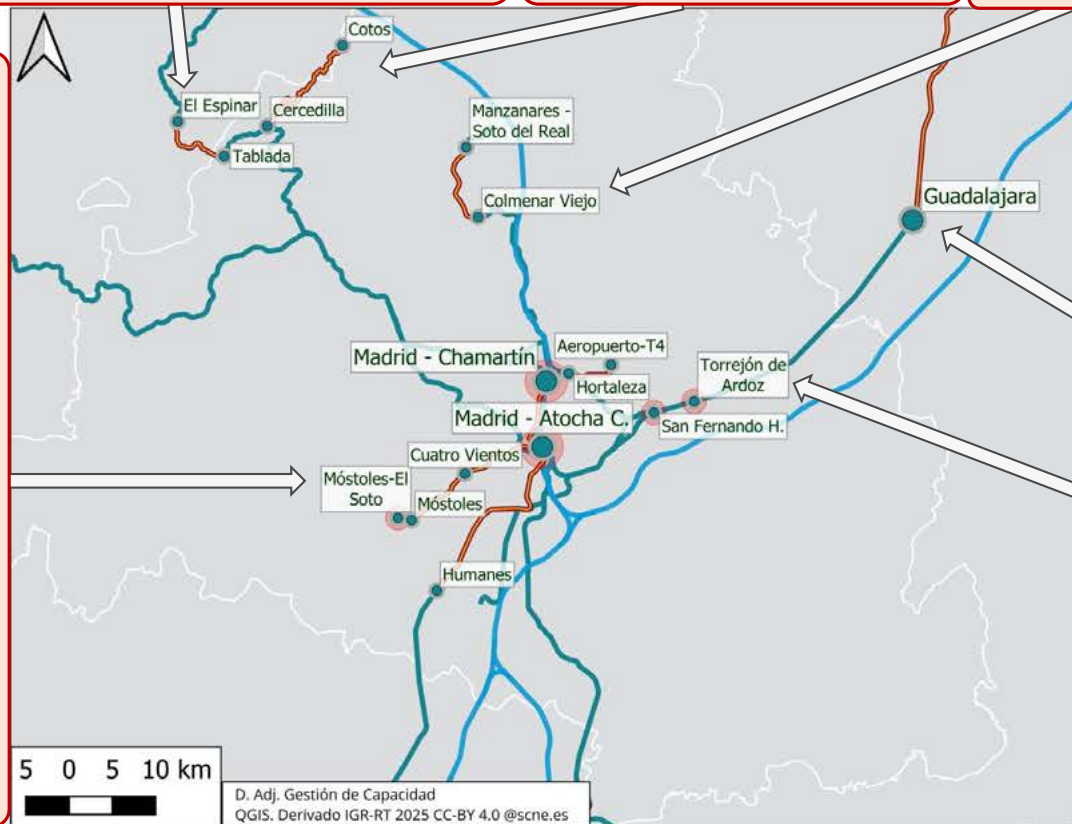 Cotos
El Espinar
Cercedilla
Manzanares -
Soto del Real
Tablada
Colmenar Viejo
Guadalajara
Aeropuerto-T4
Madrid - Chamartín
Hortaleza
Torrejón de
Ardoz
Madrid - Atocha C.
San Fernando H.
Cuatro Vientos
Móstoles-El
Soto
Móstoles
Humanes
5 0 5 10 km
D. Adj. Gestión de Capacidad
QGIS. Derivado IGR-RT 2025 CC-BY 4.0 @scne.es